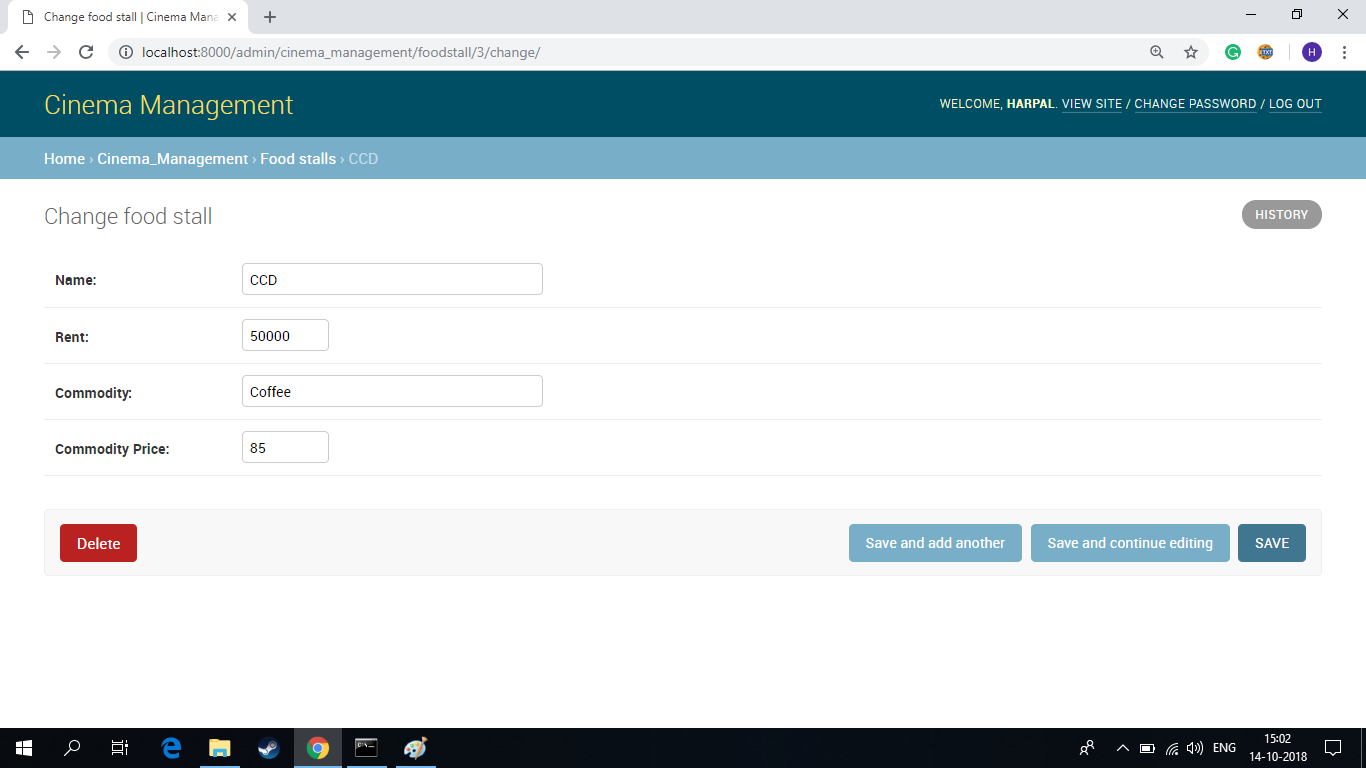 Change food stall | Cinema Mana
localhost:8000/admin/cinema_management/foodstall/3/change/
G
TXT
H
Cinema Management
WELCOME, HARPAL. VIEW SITE / CHANGE PASSWORD / LOG OUT
Home › Cinema_Management › Food stalls › CCD
Change food stall
HISTORY
Name:
CCD
Rent:
50000
Commodity:
Coffee
Commodity Price:
85
Delete
Save and add another
Save and continue editing
SAVE
ENG
15:02
14-10-2018